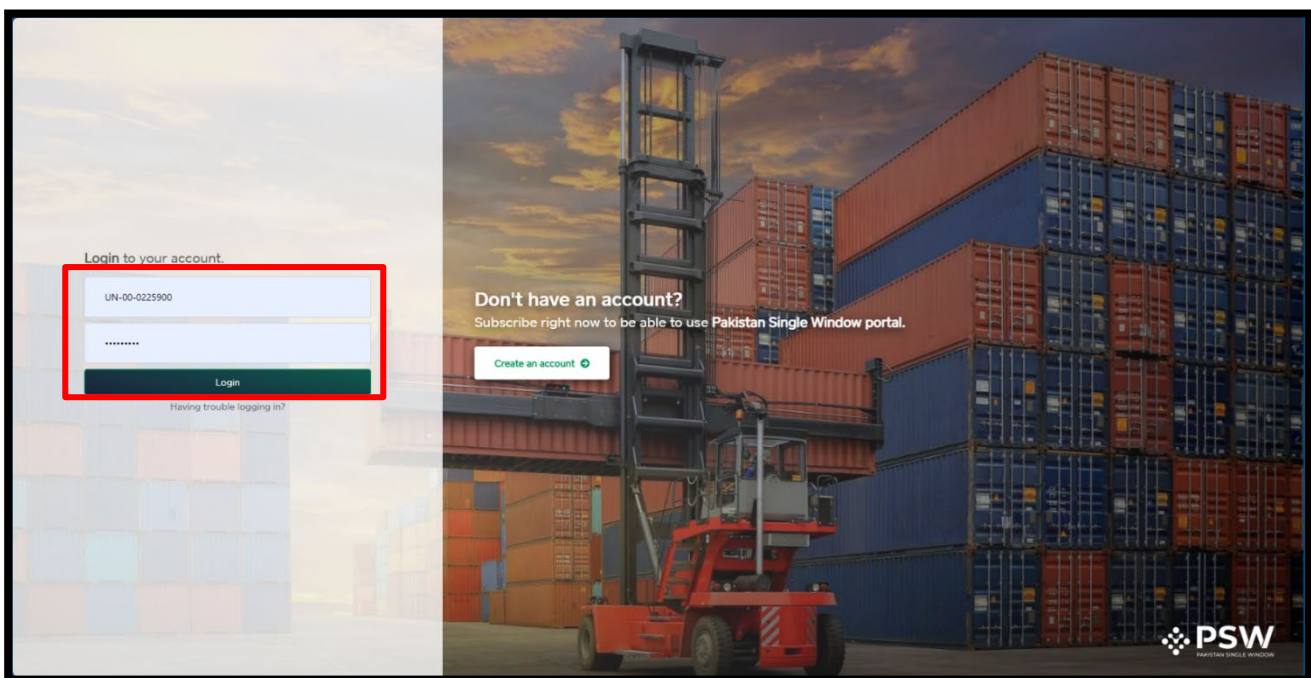 Login to your account.
UN-00-0225900
•••••••••
Login
Having trouble logging in?
Don't have an account?
Subscribe right now to be able to use Pakistan Single Window portal.
Create an account
PSW
PAKISTAN SINGLE WINDOW